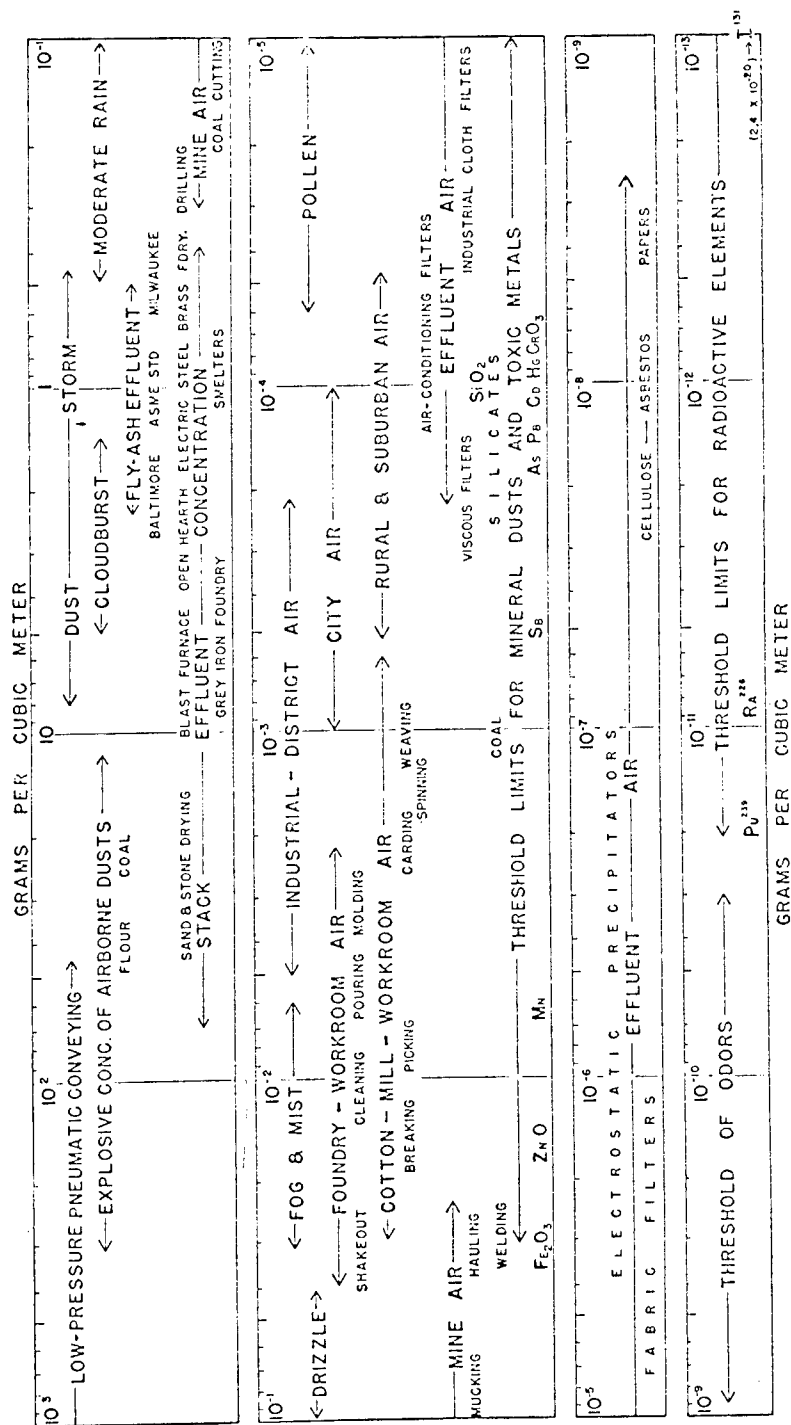 GRAMS PER CUBIC METER
10³ 10² 10 1 10⁻¹
LOW-PRESSURE PNEUMATIC CONVEYING
DUST STORM
EXPLOSIVE CONC. OF AIRBORNE DUSTS
CLOUDBURST
MODERATE RAIN
FLOUR COAL
FLY-ASH EFFLUENT
BALTIMORE ASME STD MILWAUKEE
SAND & STONE DRYING BLAST FURNACE OPEN HEARTH ELECTRIC STEEL BRASS FDRY. DRILLING
STACK EFFLUENT CONCENTRATION MINE AIR
GREY IRON FOUNDRY SMELTERS COAL CUTTING
10⁻¹ 10⁻² 10⁻³ 10⁻⁴ 10⁻⁵
FOG & MIST INDUSTRIAL-DISTRICT AIR POLLEN
DRIZZLE
FOUNDRY-WORKROOM AIR CITY AIR
SHAKEOUT CLEANING POURING MOLDING
COTTON-MILL-WORKROOM AIR RURAL & SUBURBAN AIR
BREAKING PICKING CARDING WEAVING
SPINNING
AIR-CONDITIONING FILTERS
MINE AIR EFFLUENT AIR
MUCKING HAULING VISCOUS FILTERS INDUSTRIAL CLOTH FILTERS
SiO₂
WELDING COAL SILICATES
THRESHOLD LIMITS FOR MINERAL DUSTS AND TOXIC METALS
Fe₂O₃ ZnO Mn Sb As Pb Cd Hg CrO₃
10⁻⁵ 10⁻⁶ 10⁻⁷ 10⁻⁸ 10⁻⁹
ELECTROSTATIC PRECIPITATORS
EFFLUENT AIR
FABRIC FILTERS CELLULOSE — ASBESTOS PAPERS
10⁻⁹ 10⁻¹⁰ 10⁻¹¹ 10⁻¹² 10⁻¹³
THRESHOLD OF ODORS THRESHOLD LIMITS FOR RADIOACTIVE ELEMENTS
Pu²³⁹ Ra²²⁶ (2.4 x 10⁻²⁰) → I¹³¹
GRAMS PER CUBIC METER